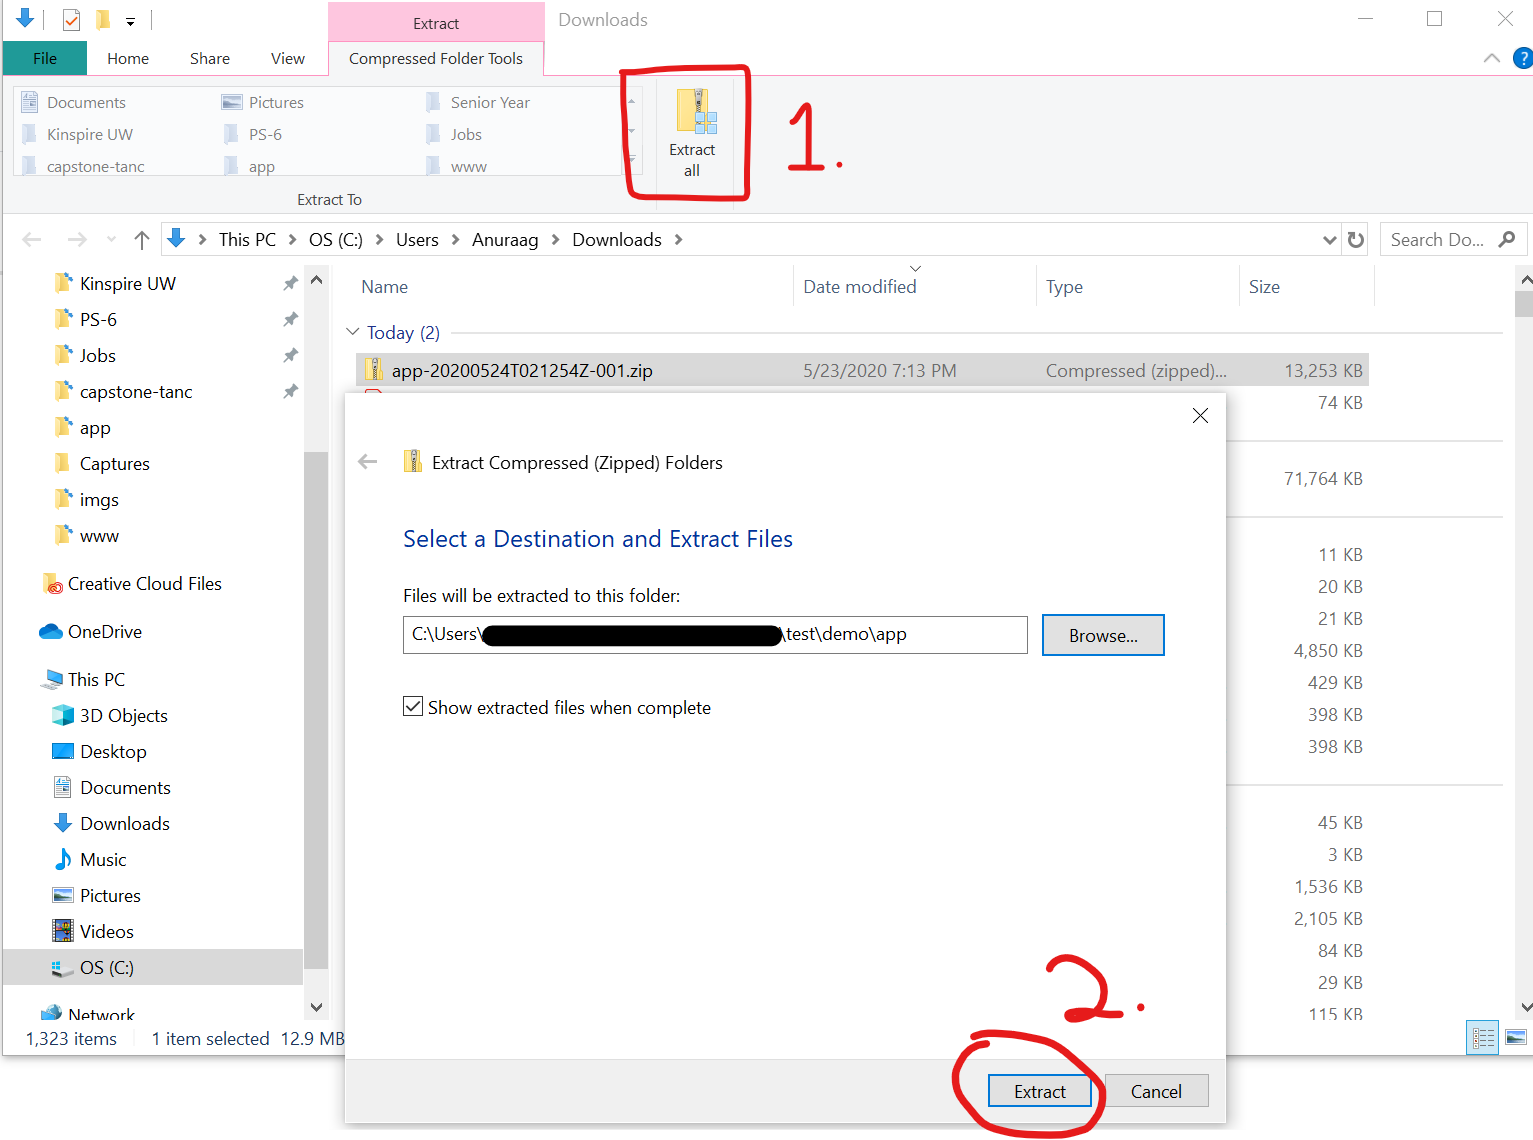 Extract
Downloads
File
Home
Share
View
Compressed Folder Tools
?
Documents
Pictures
Senior Year
Kinspire UW
PS-6
Jobs
capstone-tanc
app
www
Extract To
Extract
all
1.
This PC > OS (C:) > Users > Anuraag > Downloads >
Search Do...
Kinspire UW
PS-6
Jobs
capstone-tanc
app
Captures
imgs
www
Creative Cloud Files
OneDrive
This PC
3D Objects
Desktop
Documents
Downloads
Music
Pictures
Videos
OS (C:)
Network
Name
Date modified
Type
Size
Today (2)
app-20200524T021254Z-001.zip
5/23/2020 7:13 PM
Compressed (zipped)...
13,253 KB
74 KB
71,764 KB
11 KB
20 KB
21 KB
4,850 KB
429 KB
398 KB
398 KB
45 KB
3 KB
1,536 KB
2,105 KB
84 KB
29 KB
115 KB
Extract Compressed (Zipped) Folders
Select a Destination and Extract Files
Files will be extracted to this folder:
C:\Users\ \test\demo\app
Browse...
Show extracted files when complete
2.
Extract
Cancel
1,323 items
1 item selected 12.9 MB